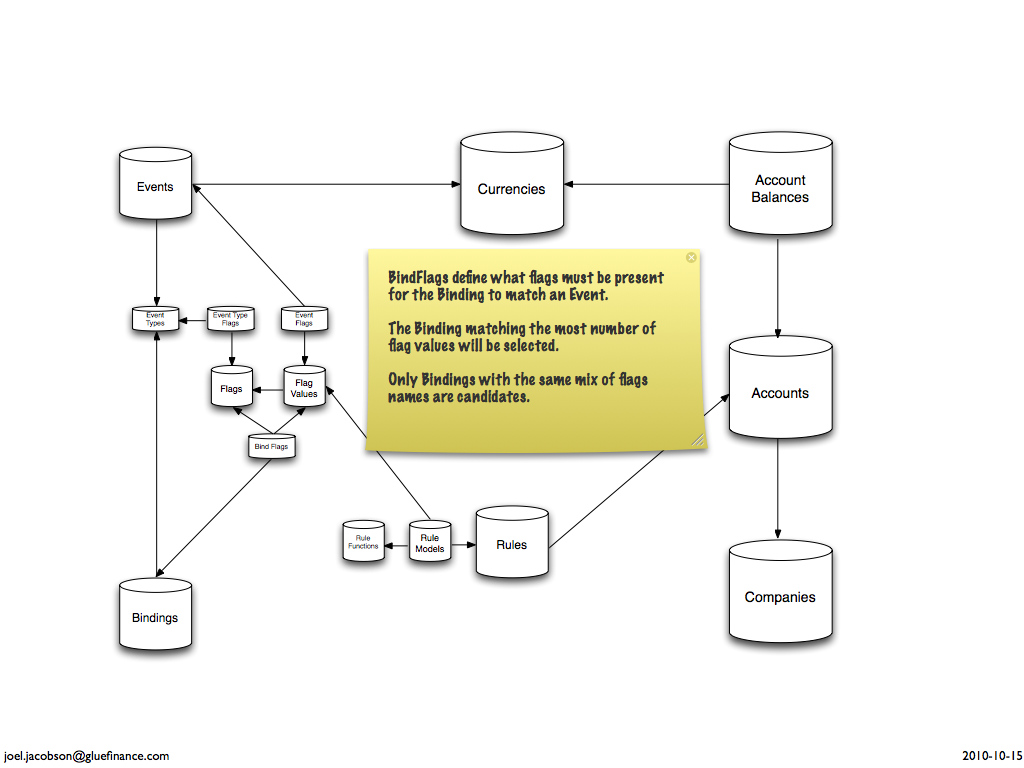 Events
Currencies
Account
Balances
BindFlags define what flags must be present
for the Binding to match an Event.
The Binding matching the most number of
flag values will be selected.
Only Bindings with the same mix of flags
names are candidates.
Event
Types
Event Type
Flags
Event
Flags
Flags
Flag
Values
Bind Flags
Accounts
Rule
Functions
Rule
Models
Rules
Companies
Bindings
joel.jacobson@gluefinance.com
2010-10-15